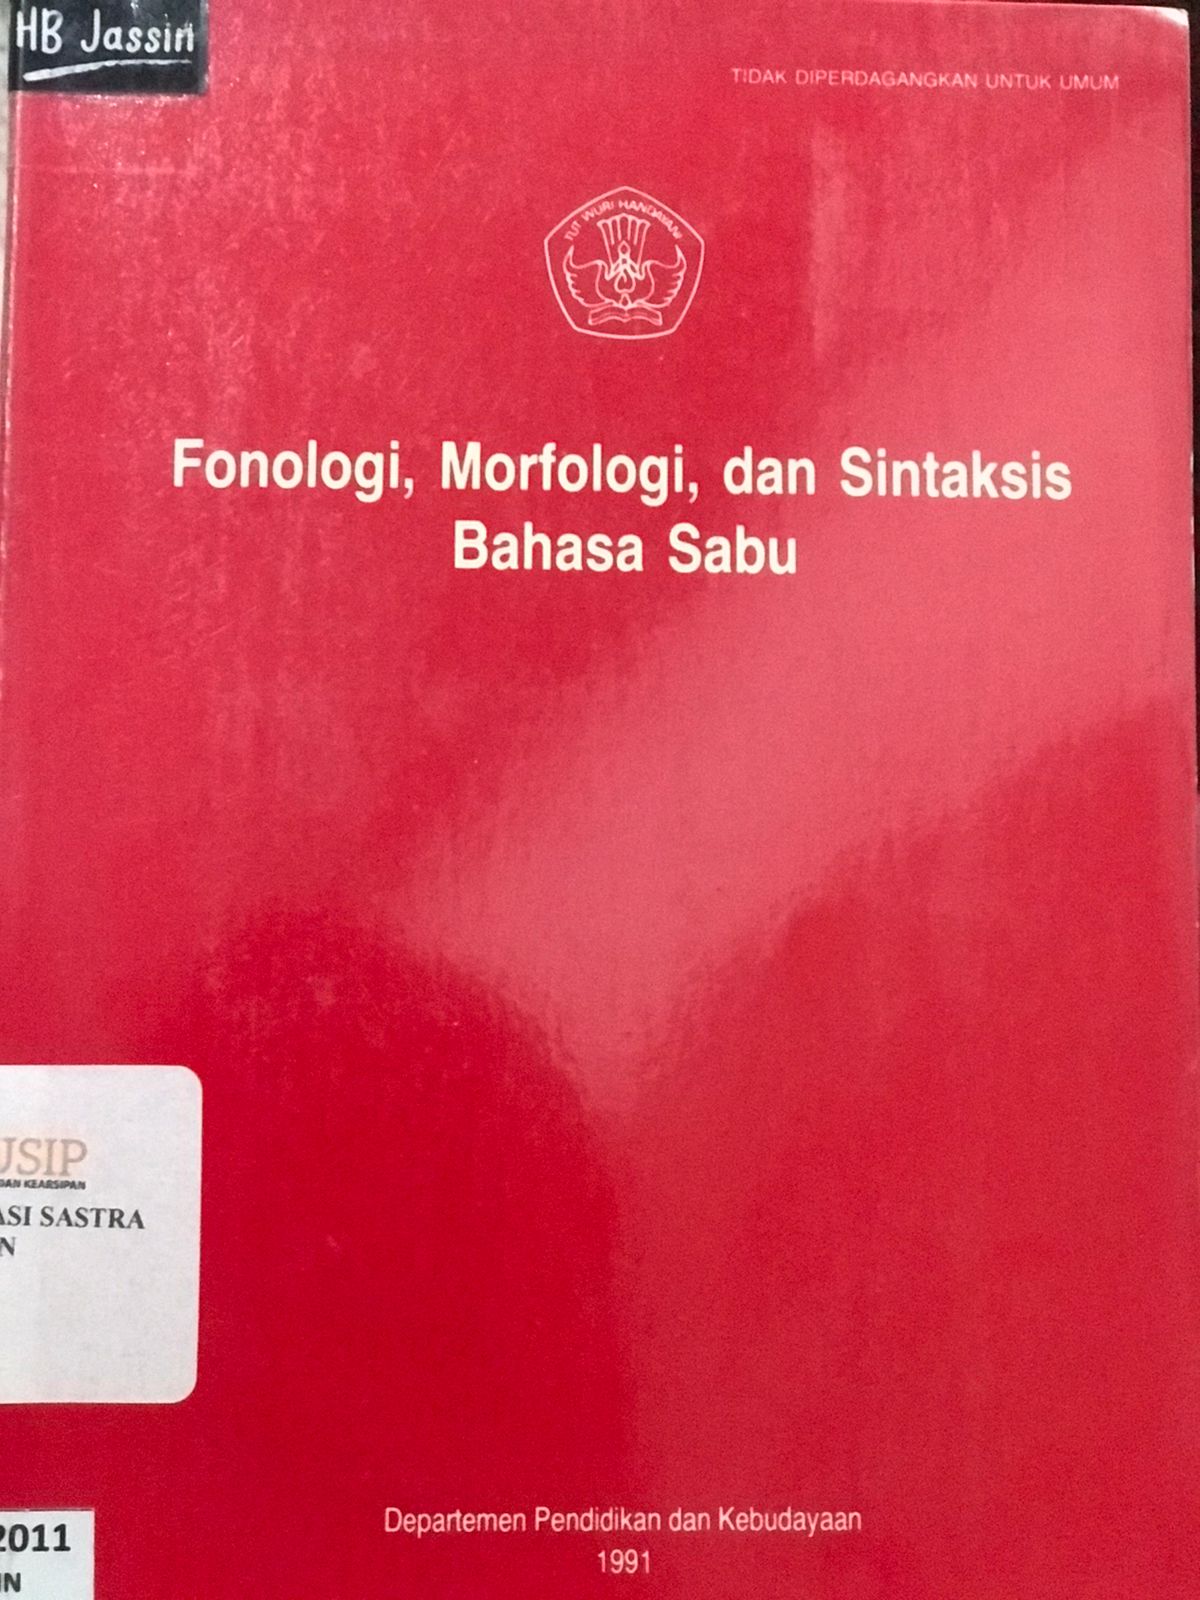 HB Jassin
TIDAK DIPERDAGANGKAN UNTUK UMUM
TUT WURI HANDAYANI
Fonologi, Morfologi, dan Sintaksis
Bahasa Sabu
USIP
DAN KEARSIPAN
ASI SASTRA
N
Departemen Pendidikan dan Kebudayaan
1991
2011
IN